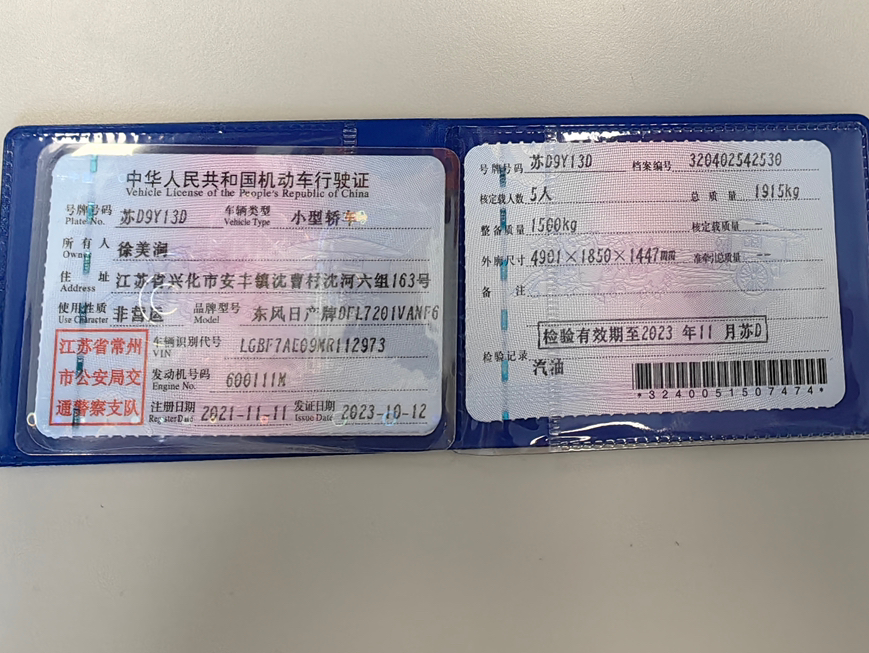 中华人民共和国机动车行驶证
Vehicle License of the People's Republic of China
号牌号码 Plate No. 苏D9Y13D 车辆类型 Vehicle Type 小型轿车
所有人 Owner 徐美润
住址 Address 江苏省兴化市安丰镇沈曹村沈河六组163号
使用性质 Use Character 非营运 品牌型号 Model 东风日产牌DFL7201VANF6
江苏省常州
市公安局交
通警察支队
车辆识别代号 VIN LGBF7AE09MR112973
发动机号码 Engine No. 600111M
注册日期 Register Date 2021-11-11 发证日期 Issue Date 2023-10-12
号牌号码 苏D9Y13D 档案编号 320402542530
核定载人数 5人 总质量 1915kg
整备质量 1500kg 核定载质量 --
外廓尺寸 4901×1850×1447mm 准牵引总质量 --
备注
检验有效期至2023 年11 月苏D
检验记录
汽油
*3240051507474*